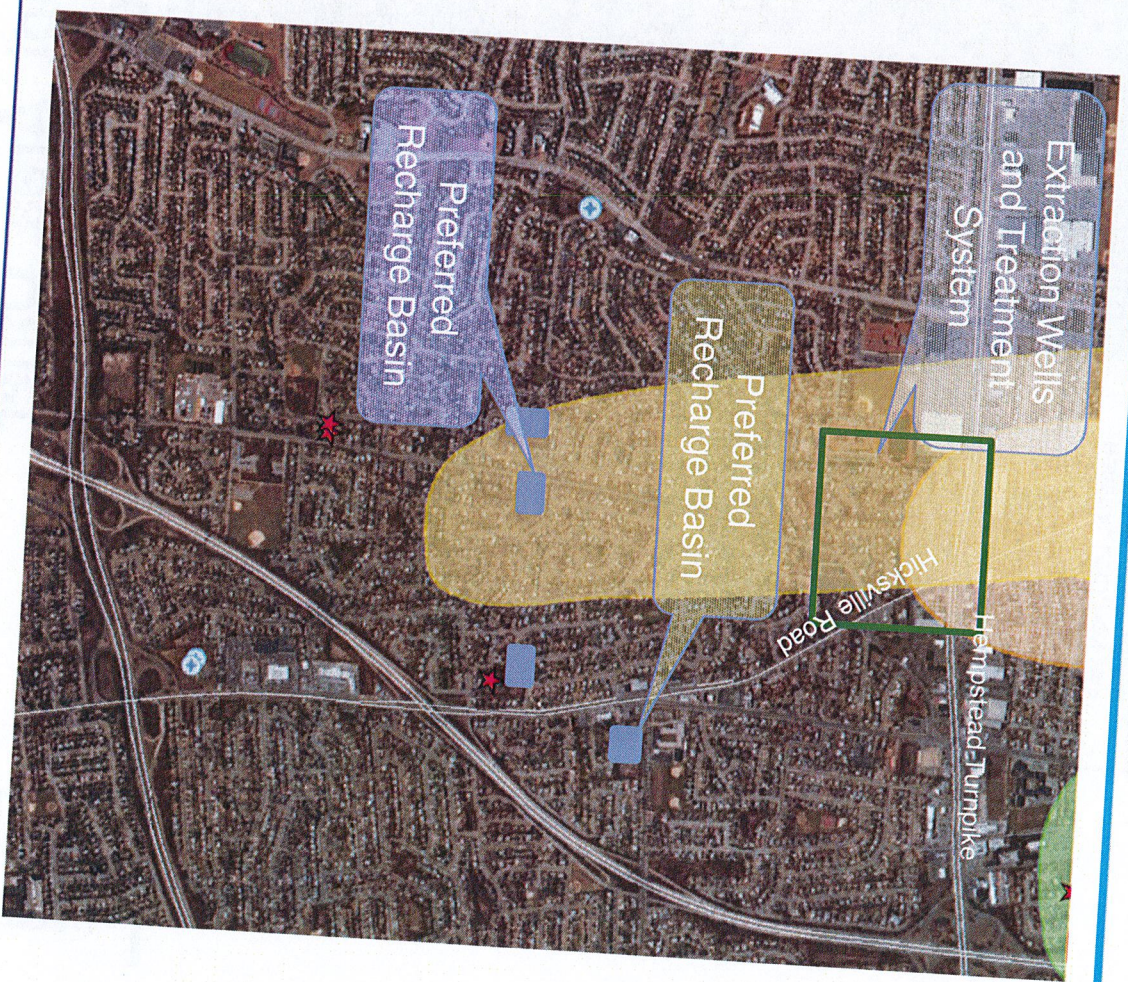 Extraction Wells
and Treatment
System
Hempstead Turnpike
Hicksville Road
Preferred
Recharge Basin
Preferred
Recharge Basin